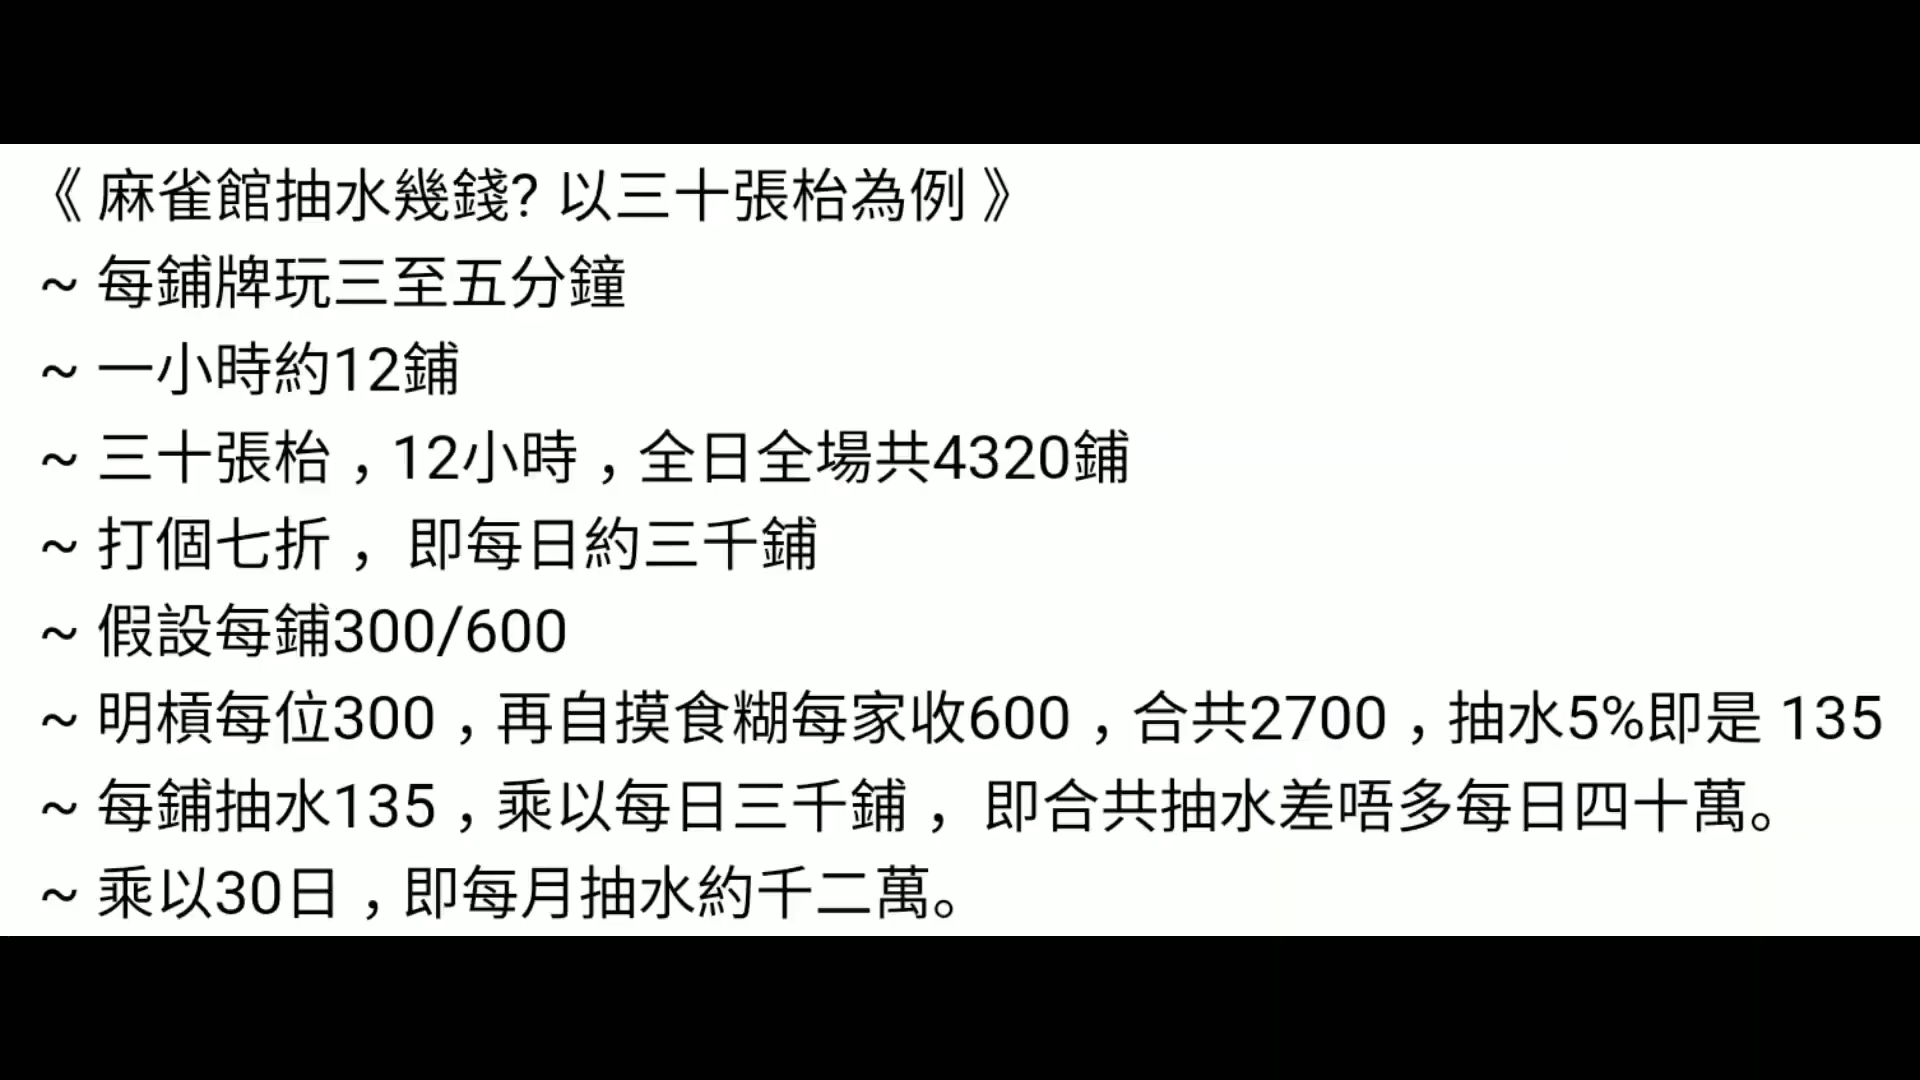 《 麻雀館抽水幾錢? 以三十張枱為例 》
~ 每鋪牌玩三至五分鐘
~ 一小時約12鋪
~ 三十張枱，12小時，全日全場共4320鋪
~ 打個七折， 即每日約三千鋪
~ 假設每鋪300/600
~ 明槓每位300，再自摸食糊每家收600，合共2700，抽水5%即是 135
~ 每鋪抽水135，乘以每日三千鋪， 即合共抽水差唔多每日四十萬。
~ 乘以30日，即每月抽水約千二萬。